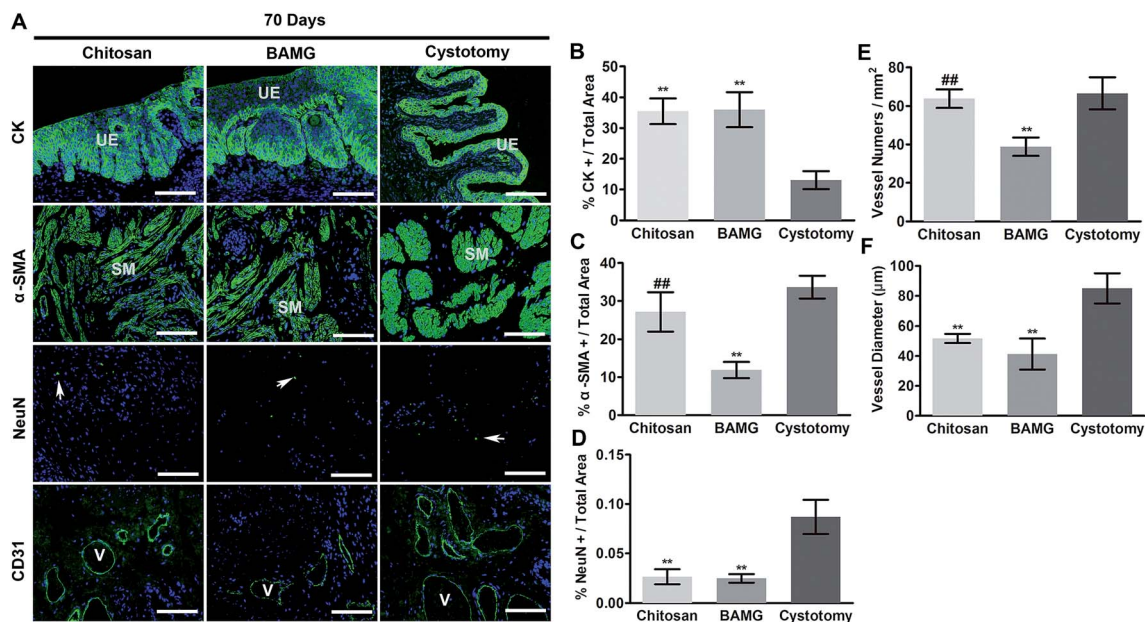 A
70 Days
Chitosan BAMG Cystotomy
CK
UE UE UE
α-SMA
SM SM SM
NeuN
CD31
V V V
B
% CK + / Total Area
50
40
30
20
10
0
** **
Chitosan BAMG Cystotomy
C
% α-SMA + / Total Area
40
30
20
10
0
## **
Chitosan BAMG Cystotomy
D
% NeuN + / Total Area
0.15
0.10
0.05
0.00
** **
Chitosan BAMG Cystotomy
E
Vessel Numers / mm²
80
60
40
20
0
## **
Chitosan BAMG Cystotomy
F
Vessel Diameter (µm)
100
80
60
40
20
0
** **
Chitosan BAMG Cystotomy